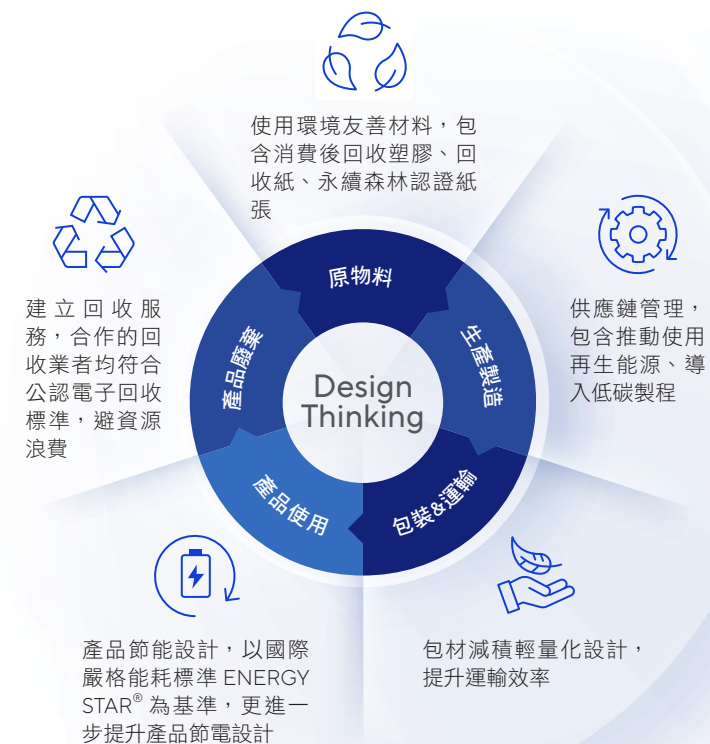 使用環境友善材料，包
含消費後回收塑膠、回
收紙、永續森林認證紙
張
原物料
供應鏈管理，
包含推動使用
再生能源、導
入低碳製程
生產製造
包材減積輕量化設計，
提升運輸效率
包裝&運輸
產品節能設計，以國際
嚴格能耗標準 ENERGY
STAR® 為基準，更進一
步提升產品節電設計
產品使用
建立回收服
務，合作的回
收業者均符合
公認電子回收
標準，避資源
浪費
產品廢棄
Design
Thinking